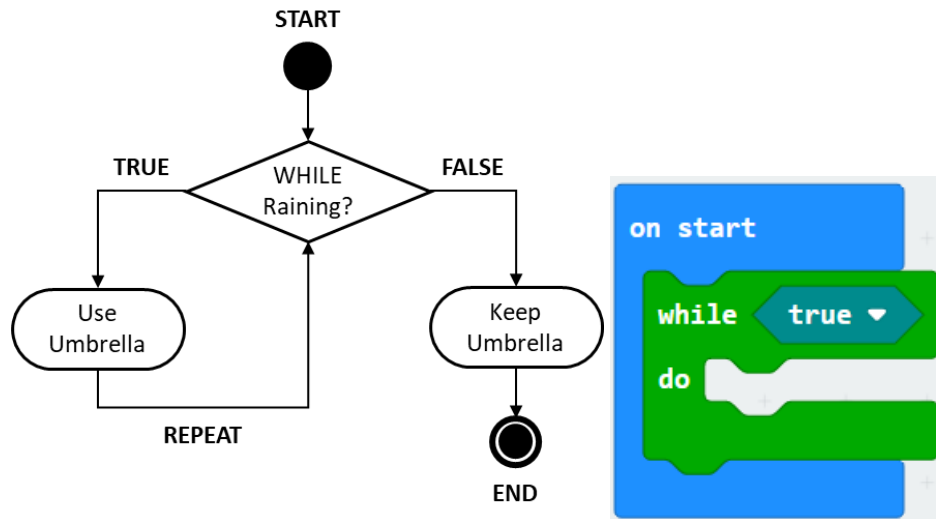 START
TRUE
WHILE
Raining?
FALSE
Use
Umbrella
Keep
Umbrella
REPEAT
END
on start
while true
do